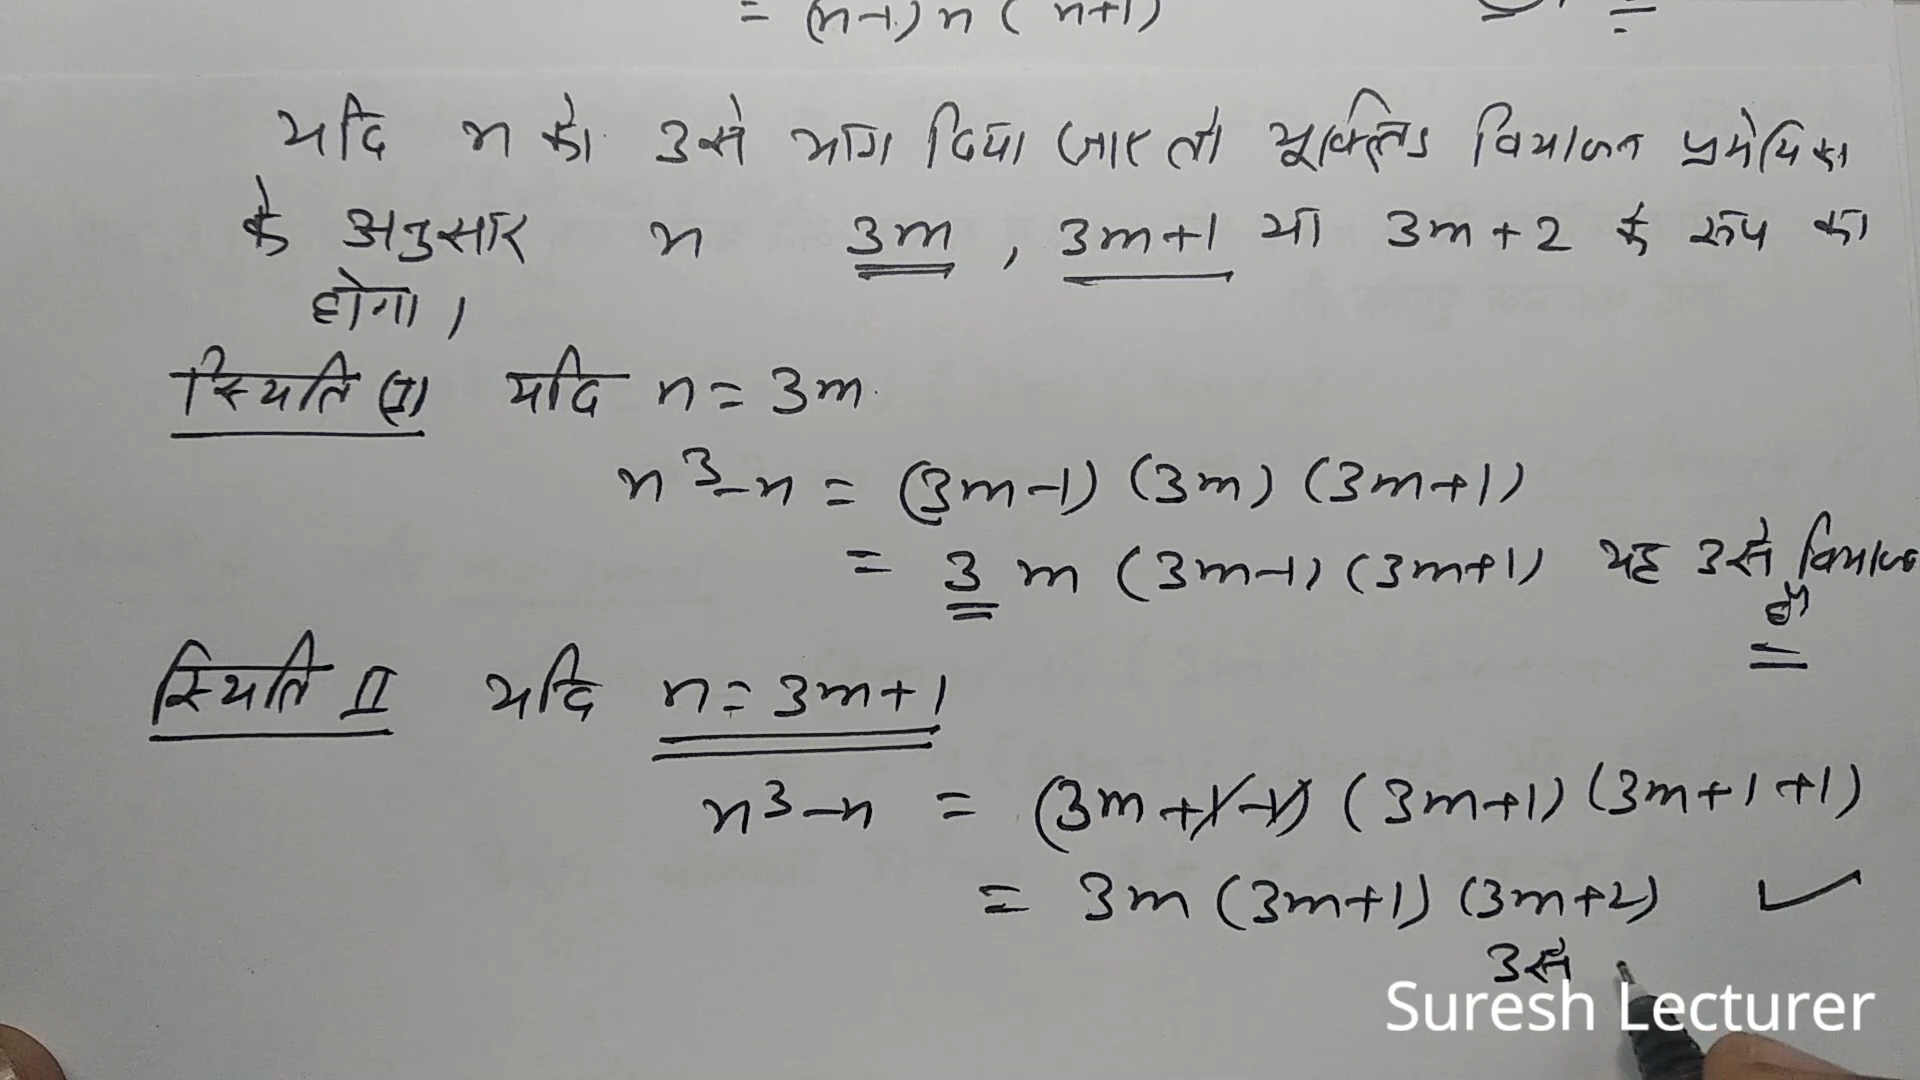 = (n-1) n (n+1)
यदि n को 3 से भाग दिया जाए तो यूक्लिड विभाजन प्रमेयिका
के अनुसार n 3m , 3m+1 या 3m+2 के रूप का
होगा।
स्थिति (I) यदि n = 3m
n³-n = (3m-1) (3m) (3m+1)
= 3 m (3m-1) (3m+1) यह 3 से विभाज्य
है
स्थिति II यदि n = 3m+1
n³-n = (3m+1-1) (3m+1) (3m+1+1)
= 3m (3m+1) (3m+2) ✓
3 से
Suresh Lecturer